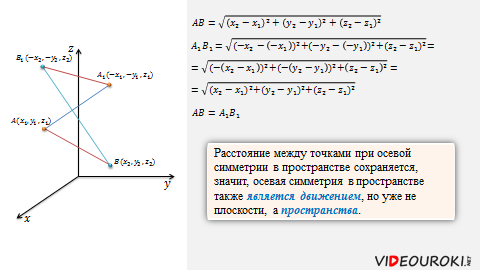 z
B₁(−x₂, −y₂, z₂)
A₁(−x₁, −y₁, z₁)
A(x₁, y₁, z₁)
B(x₂, y₂, z₂)
y
x
AB = √((x₂ − x₁)² + (y₂ − y₁)² + (z₂ − z₁)²)
A₁B₁ = √((−x₂ − (−x₁))²+(−y₂ − (−y₁))²+(z₂ − z₁)²) =
= √((−(x₂ − x₁))²+(−(y₂ − y₁))²+(z₂ − z₁)²) =
= √((x₂ − x₁)²+(y₂ − y₁)²+(z₂ − z₁)²)
AB = A₁B₁
Расстояние между точками при осевой
симметрии в пространстве сохраняется,
значит, осевая симметрия в пространстве
также является движением, но уже не
плоскости, а пространства.
VIDEOUROKI.NET